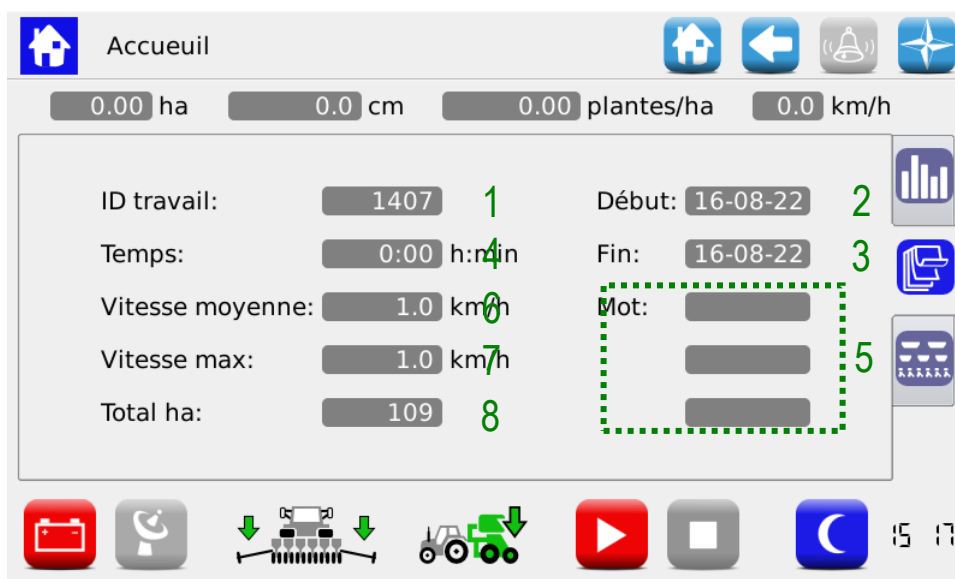 Accueuil
0.00 ha 0.0 cm 0.00 plantes/ha 0.0 km/h
ID travail: 1407 1 Début: 16-08-22 2
Temps: 0:00 h:min 4 Fin: 16-08-22 3
Vitesse moyenne: 1.0 km/h 6 Mot:
Vitesse max: 1.0 km/h 7 5
Total ha: 109 8
15 17